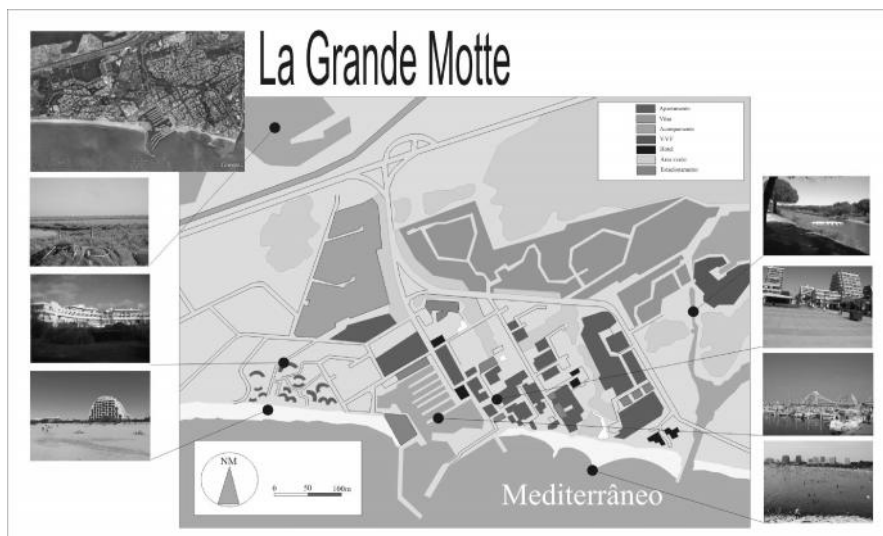 La Grande Motte
Apartamento
Vilas
Acampamento
V.V.F.
Hotel
Área verde
Estacionamento
NM
0 50 100m
Mediterrâneo